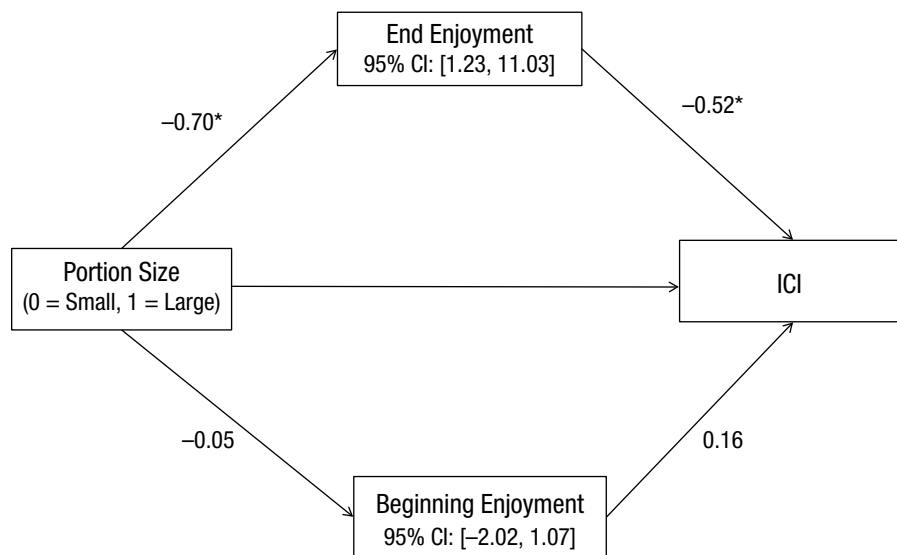 End Enjoyment
95% CI: [1.23, 11.03]
–0.70*
–0.52*
Portion Size
(0 = Small, 1 = Large)
ICI
–0.05
0.16
Beginning Enjoyment
95% CI: [–2.02, 1.07]